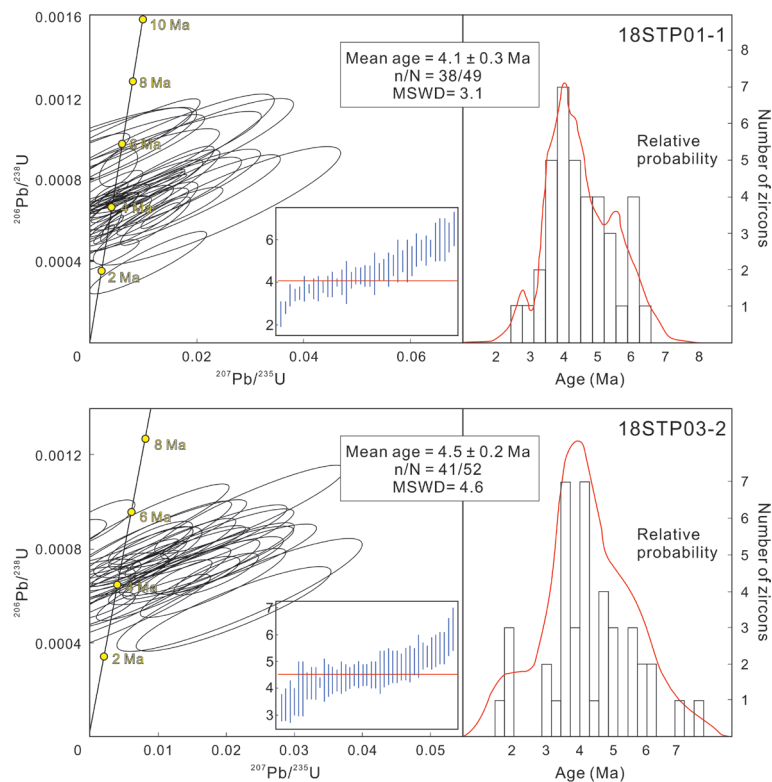 18STP01-1
Mean age = 4.1 ± 0.3 Ma
n/N = 38/49
MSWD= 3.1
Relative
probability
10 Ma
8 Ma
6 Ma
4 Ma
2 Ma
0.0016
0.0012
0.0008
0.0004
²⁰⁶Pb/²³⁸U
6
4
2
0
0.02
0.04
0.06
²⁰⁷Pb/²³⁵U
8
7
6
5
4
3
2
1
Number of zircons
2
3
4
5
6
7
8
Age (Ma)
18STP03-2
Mean age = 4.5 ± 0.2 Ma
n/N = 41/52
MSWD= 4.6
Relative
probability
8 Ma
6 Ma
4 Ma
2 Ma
0.0012
0.0008
0.0004
²⁰⁶Pb/²³⁸U
7
6
5
4
3
0
0.01
0.02
0.03
0.04
0.05
²⁰⁷Pb/²³⁵U
7
6
5
4
3
2
1
Number of zircons
2
3
4
5
6
7
Age (Ma)